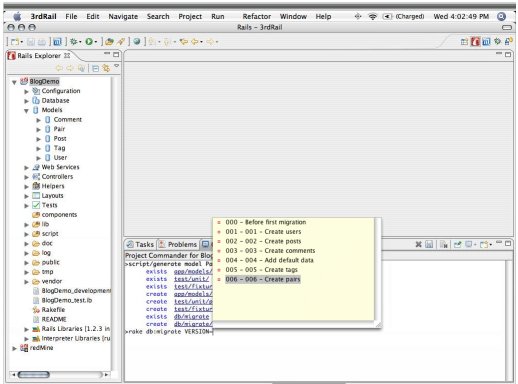 3rdRail File Edit Navigate Search Project Run Refactor Window Help (Charged) Wed 4:02:49 PM
Rails - 3rdRail
Rails Explorer
BlogDemo
Configuration
Database
Models
Comment
Pair
Post
Tag
User
Web Services
Controllers
Helpers
Layouts
Tests
components
lib
script
doc
log
public
tmp
vendor
BlogDemo_development
BlogDemo_test.lib
Rakefile
README
Rails Libraries [1.2.3 in
Interpreter Libraries [ru
redMine
000 - Before first migration
001 - 001 - Create users
002 - 002 - Create posts
003 - 003 - Create comments
004 - 004 - Add default data
005 - 005 - Create tags
006 - 006 - Create pairs
Tasks Problems
Project Commander for Blog
>script/generate model Pa
exists app/models/
exists test/unit/
exists test/fixtur
create app/models/
create test/unit/p
create test/fixtur
exists db/migrate
create db/migrate/
>rake db:migrate VERSION=